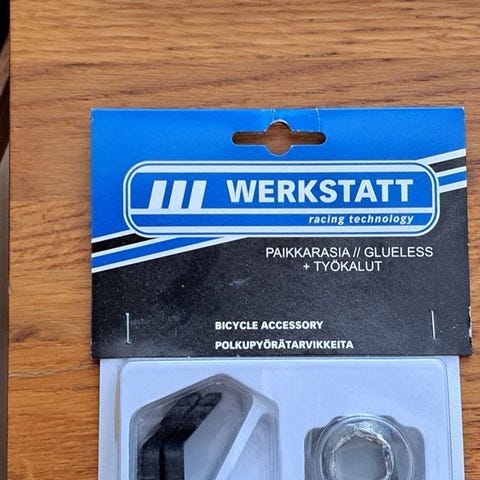 WERKSTATT
racing technology
PAIKKARASIA // GLUELESS
+ TYÖKALUT
BICYCLE ACCESSORY
POLKUPYÖRÄTARVIKKEITA